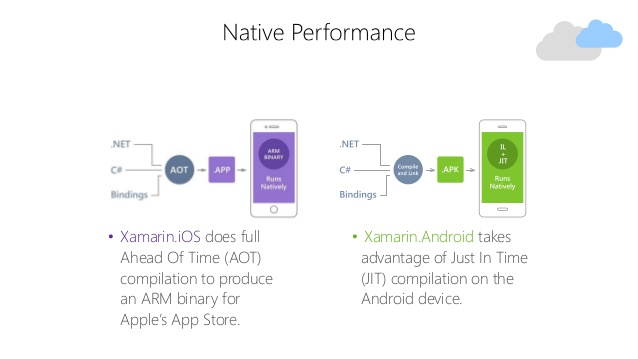 Native Performance
.NET
C#
Bindings
AOT
.APP
ARM
BINARY
Runs
Natively
.NET
C#
Bindings
Compile
and Link
.APK
IL
+
JIT
Runs
Natively
• Xamarin.iOS does full
Ahead Of Time (AOT)
compilation to produce
an ARM binary for
Apple's App Store.
• Xamarin.Android takes
advantage of Just In Time
(JIT) compilation on the
Android device.